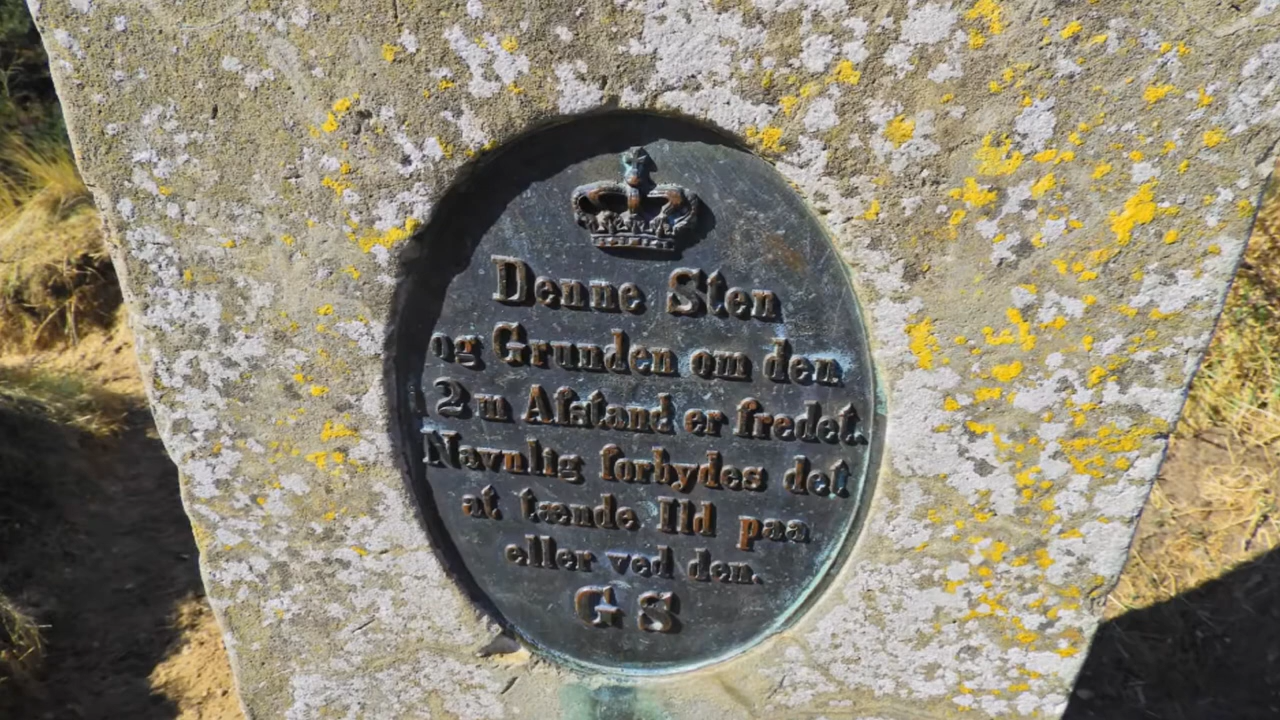 Denne Sten
og Grunden om den
2 m Afstand er fredet.
Navnlig forbydes det
at tænde Ild paa
eller ved den.
G S